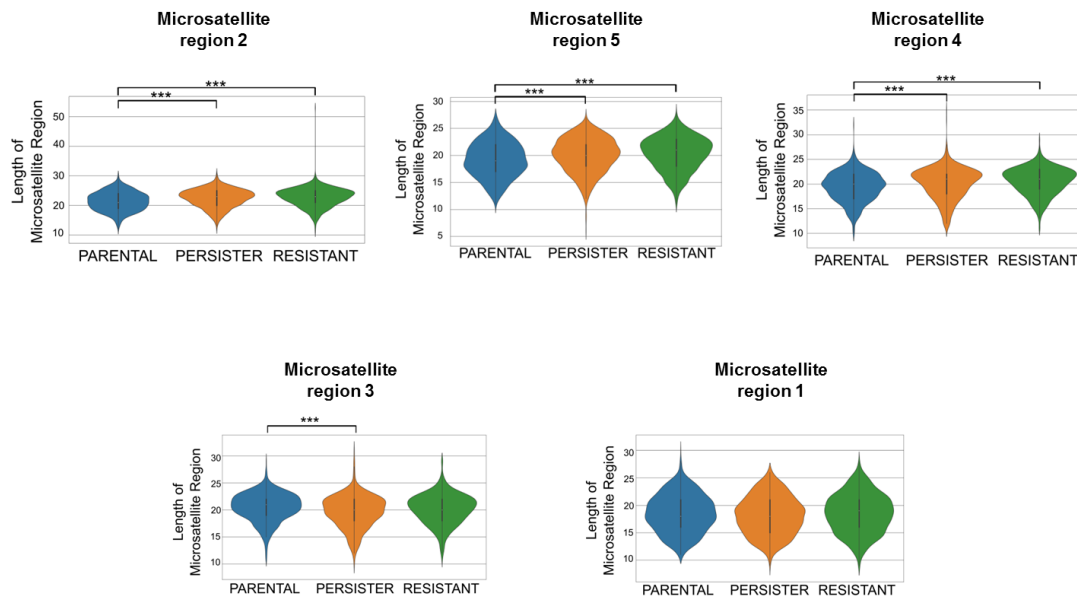 Microsatellite
region 2
Length of
Microsatellite Region
50
40
30
20
10
***
***
PARENTAL PERSISTER RESISTANT
Microsatellite
region 5
Length of
Microsatellite Region
30
25
20
15
10
5
***
***
PARENTAL PERSISTER RESISTANT
Microsatellite
region 4
Length of
Microsatellite Region
35
30
25
20
15
10
***
***
PARENTAL PERSISTER RESISTANT
Microsatellite
region 3
Length of
Microsatellite Region
30
25
20
15
10
***
PARENTAL PERSISTER RESISTANT
Microsatellite
region 1
Length of
Microsatellite Region
30
25
20
15
10
PARENTAL PERSISTER RESISTANT